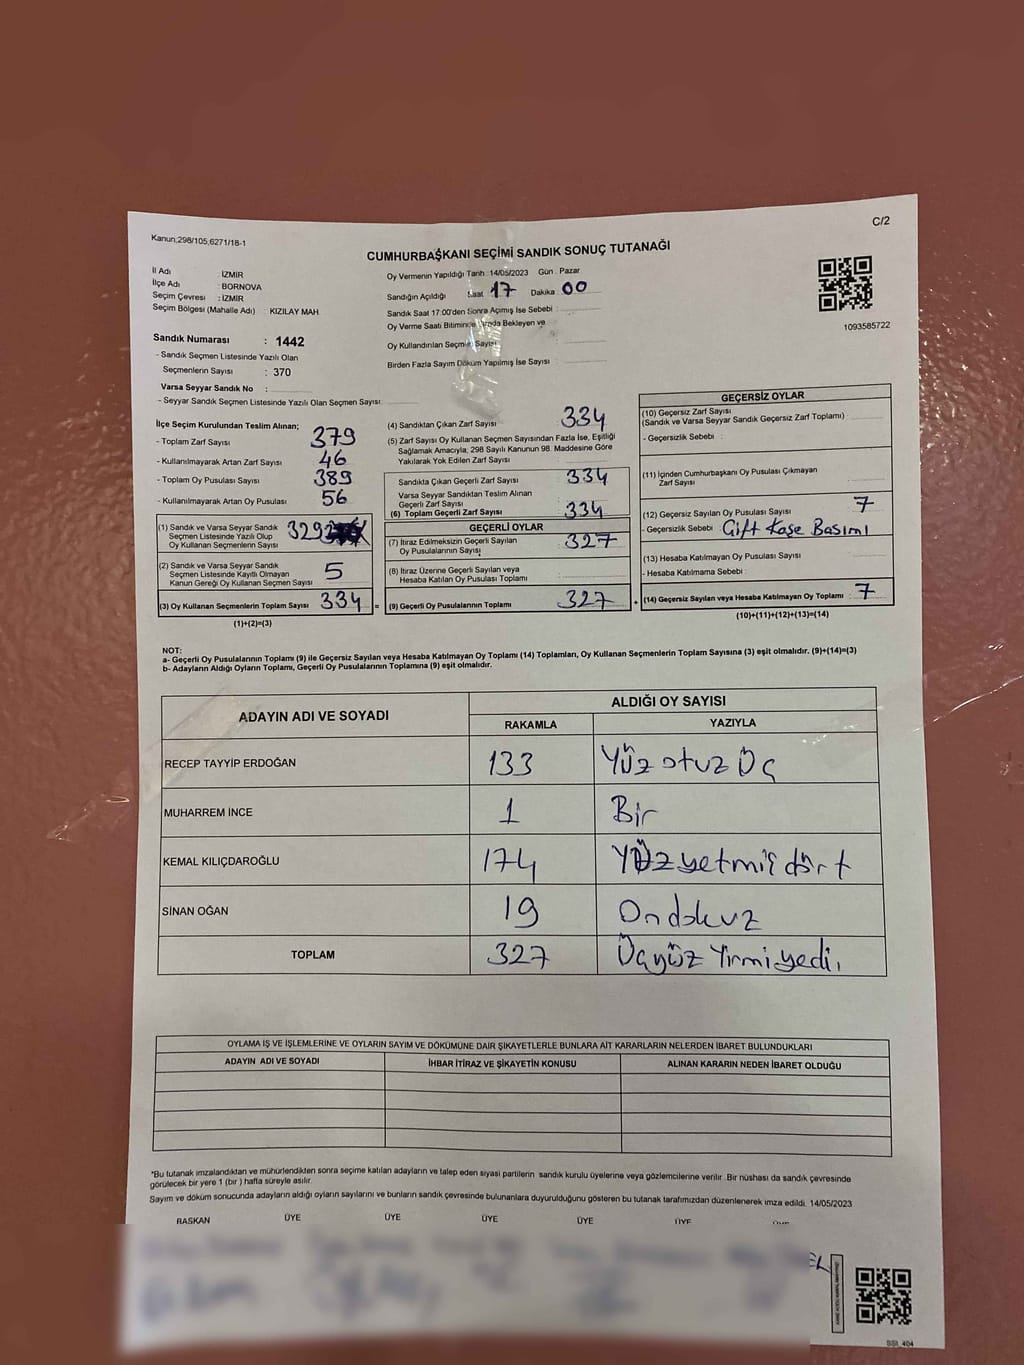 C/2
Kanun;298/105,6271/18-1
CUMHURBAŞKANI SEÇİMİ SANDIK SONUÇ TUTANAĞI
İl Adı : İZMİR
İlçe Adı : BORNOVA
Seçim Çevresi : İZMİR
Seçim Bölgesi (Mahalle Adı) KIZILAY MAH.
Oy Vermenin Yapıldığı Tarih :14/05/2023 Gün : Pazar
Sandığın Açıldığı Saat 17 Dakika 00
Sandık Saat 17.00'den Sonra Açımış İse Sebebi :
Oy Verme Saati Bitiminde Bekleyen ve
Oy Kullandırılan Seçmen Sayısı
Birden Fazla Sayım Döküm Yapılmış İse Sayısı :
1093585722
Sandık Numarası : 1442
- Sandık Seçmen Listesinde Yazılı Olan
Seçmenlerin Sayısı : 370
Varsa Seyyar Sandık No :
- Seyyar Sandık Seçmen Listesinde Yazılı Olan Seçmen Sayısı:
İlçe Seçim Kurulundan Teslim Alınan;
- Toplam Zarf Sayısı 379
- Kullanılmayarak Artan Zarf Sayısı 46
- Toplam Oy Pusulası Sayısı 389
- Kullanılmayarak Artan Oy Pusulası 56
(1) Sandık ve Varsa Seyyar Sandık
Seçmen Listesinde Yazılı Olup
Oy Kullanan Seçmenlerin Sayısı 329
(2) Sandık ve Varsa Seyyar Sandık
Seçmen Listesinde Kayıtlı Olmayan
Kanun Gereği Oy Kullanan Seçmen Sayısı 5
(3) Oy Kullanan Seçmenlerin Toplam Sayısı 334 =
(1)+(2)=(3)
(4) Sandıktan Çıkan Zarf Sayısı : 334
(5) Zarf Sayısı Oy Kullanan Seçmen Sayısından Fazla İse, Eşitliği
Sağlamak Amacıyla, 298 Sayılı Kanunun 98. Maddesine Göre
Yakılarak Yok Edilen Zarf Sayısı :
Sandıkta Çıkan Geçerli Zarf Sayısı : 334
Varsa Seyyar Sandıktan Teslim Alınan
Geçerli Zarf Sayısı :
(6) Toplam Geçerli Zarf Sayısı : 334
GEÇERLİ OYLAR
(7) İtiraz Edilmeksizin Geçerli Sayılan
Oy Pusulalarının Sayısı : 327
(8) İtiraz Üzerine Geçerli Sayılan veya
Hesaba Katılan Oy Pusulası Toplamı :
(9) Geçerli Oy Pusulalarının Toplamı : 327 +
GEÇERSİZ OYLAR
(10) Geçersiz Zarf Sayısı
(Sandık ve Varsa Seyyar Sandık Geçersiz Zarf Toplamı) :
- Geçersizlik Sebebi :
(11) İçinden Cumhurbaşkanı Oy Pusulası Çıkmayan
Zarf Sayısı :
(12) Geçersiz Sayılan Oy Pusulası Sayısı : 7
- Geçersizlik Sebebi : Çift Kaşe Basımı
(13) Hesaba Katılmayan Oy Pusulası Sayısı :
- Hesaba Katılmama Sebebi :
(14) Geçersiz Sayılan veya Hesaba Katılmayan Oy Toplamı : 7
(10)+(11)+(12)+(13)=(14)
NOT:
a- Geçerli Oy Pusulalarının Toplamı (9) ile Geçersiz Sayılan veya Hesaba Katılmayan Oy Toplamı (14) Toplamları, Oy Kullanan Seçmenlerin Toplam Sayısına (3) eşit olmalıdır. (9)+(14)=(3)
b- Adayların Aldığı Oyların Toplamı, Geçerli Oy Pusulalarının Toplamına (9) eşit olmalıdır.
ADAYIN ADI VE SOYADI ALDIĞI OY SAYISI
RAKAMLA YAZIYLA
RECEP TAYYİP ERDOĞAN 133 Yüz otuz Üç
MUHARREM İNCE 1 Bir
KEMAL KILIÇDAROĞLU 174 Yüz yetmiş dört
SİNAN OĞAN 19 Ondokuz
TOPLAM 327 Üçyüz Yirmi yedi.
OYLAMA İŞ VE İŞLEMLERİNE VE OYLARIN SAYIM VE DÖKÜMÜNE DAİR ŞİKAYETLERLE BUNLARA AİT KARARLARIN NELERDEN İBARET BULUNDUKLARI
ADAYIN ADI VE SOYADI İHBAR İTİRAZ VE ŞİKAYETİN KONUSU ALINAN KARARIN NEDEN İBARET OLDUĞU
*Bu tutanak imzalandıktan ve mühürlendikten sonra seçime katılan adayların ve talep eden siyasi partilerin sandık kurulu üyelerine veya gözlemcilerine verilir. Bir nüshası da sandık çevresinde
görülecek bir yere 1 (bir) hafta süreyle asılır.
Sayım ve döküm sonucunda adayların aldığı oyların sayılarını ve bunların sandık çevresinde bulunanlara duyurulduğunu gösteren bu tutanak tarafımızdan düzenlenerek imza edildi. 14/05/2023
BAŞKAN ÜYE ÜYE ÜYE ÜYE ÜYE ÜYE